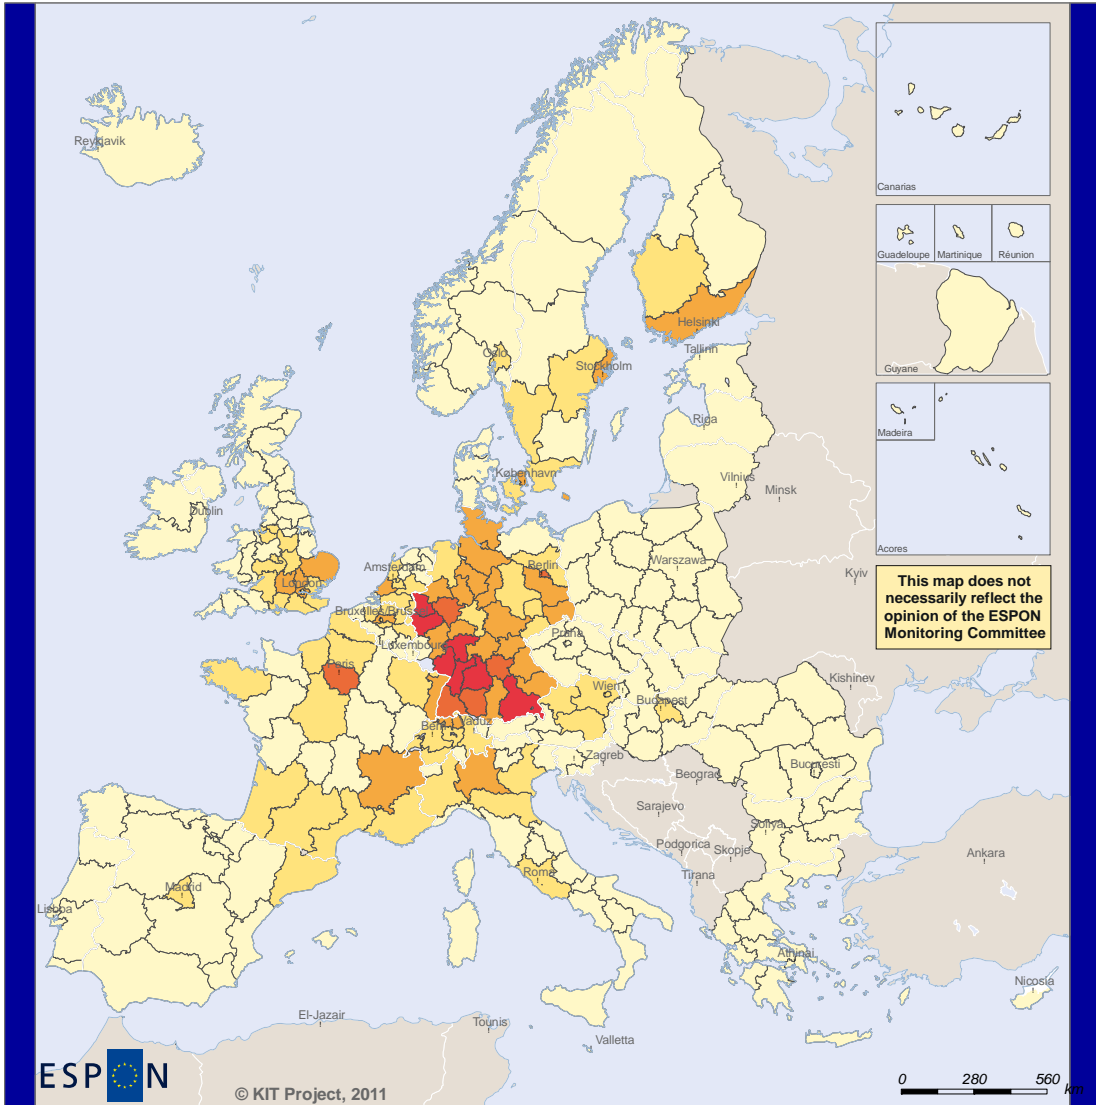 Reykjavik
Canarias
Guadeloupe
Martinique
Réunion
Guyane
Madeira
Acores
Oslo
Helsinki
Tallinn
Stockholm
Riga
København
Vilnius
Minsk
Dublin
Amsterdam
Berlin
Warszawa
Kyiv
London
Bruxelles/Brussel
This map does not
necessarily reflect the
opinion of the ESPON
Monitoring Committee
Praha
Luxembourg
Paris
Kishinev
Wien
Budapest
Bern
Vaduz
Zagreb
Bucuresti
Beograd
Sarajevo
Sofiya
Podgorica
Skopje
Ankara
Tirana
Roma
Madrid
Lisboa
Athinai
Nicosia
El-Jazair
Tounis
Valletta
ESPON
© KIT Project, 2011
0 280 560
km